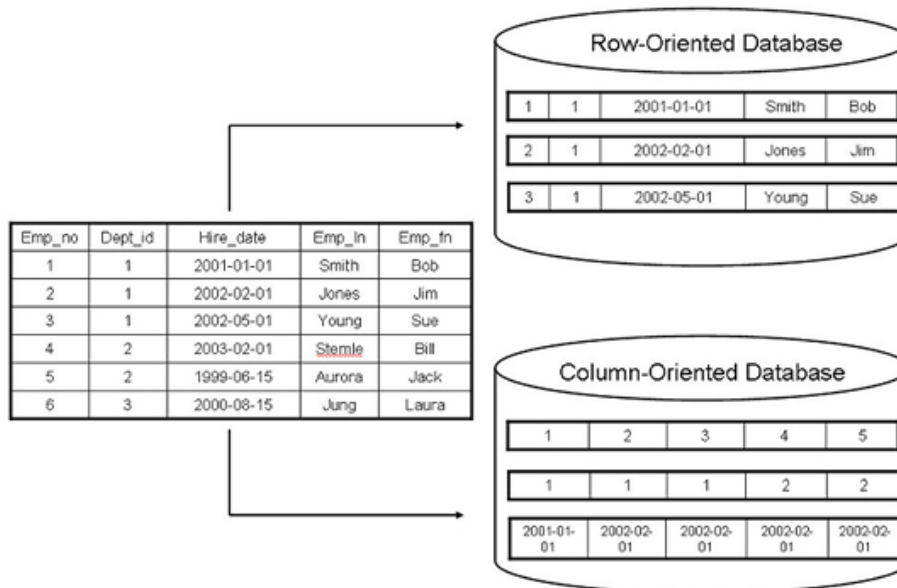 Row-Oriented Database
1 1 2001-01-01 Smith Bob
2 1 2002-02-01 Jones Jim
3 1 2002-05-01 Young Sue
Emp_no Dept_id Hire_date Emp_ln Emp_fn
1 1 2001-01-01 Smith Bob
2 1 2002-02-01 Jones Jim
3 1 2002-05-01 Young Sue
4 2 2003-02-01 Stemle Bill
5 2 1999-06-15 Aurora Jack
6 3 2000-08-15 Jung Laura
Column-Oriented Database
1 2 3 4 5
1 1 1 2 2
2001-01- 2002-02- 2002-02- 2002-02- 2002-02-
01 01 01 01 01